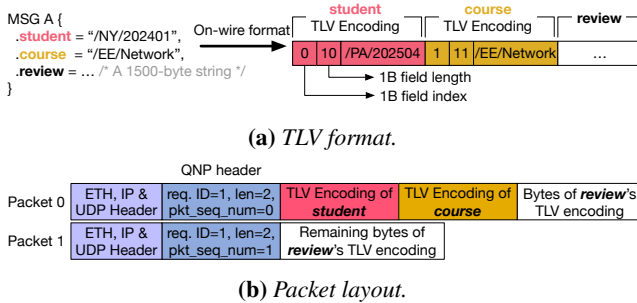 MSG A {
.student = “/NY/202401”,
.course = “/EE/Network”,
.review = … /* A 1500-byte string */
}
On-wire format
student
TLV Encoding
course
TLV Encoding
review
0 10 /PA/202504 1 11 /EE/Network …
1B field length
1B field index
(a) TLV format.
QNP header
Packet 0
ETH, IP &
UDP Header
req. ID=1, len=2,
pkt_seq_num=0
TLV Encoding of
student
TLV Encoding of
course
Bytes of review’s
TLV encoding
Packet 1
ETH, IP &
UDP Header
req. ID=1, len=2,
pkt_seq_num=1
Remaining bytes of
review’s TLV encoding
(b) Packet layout.